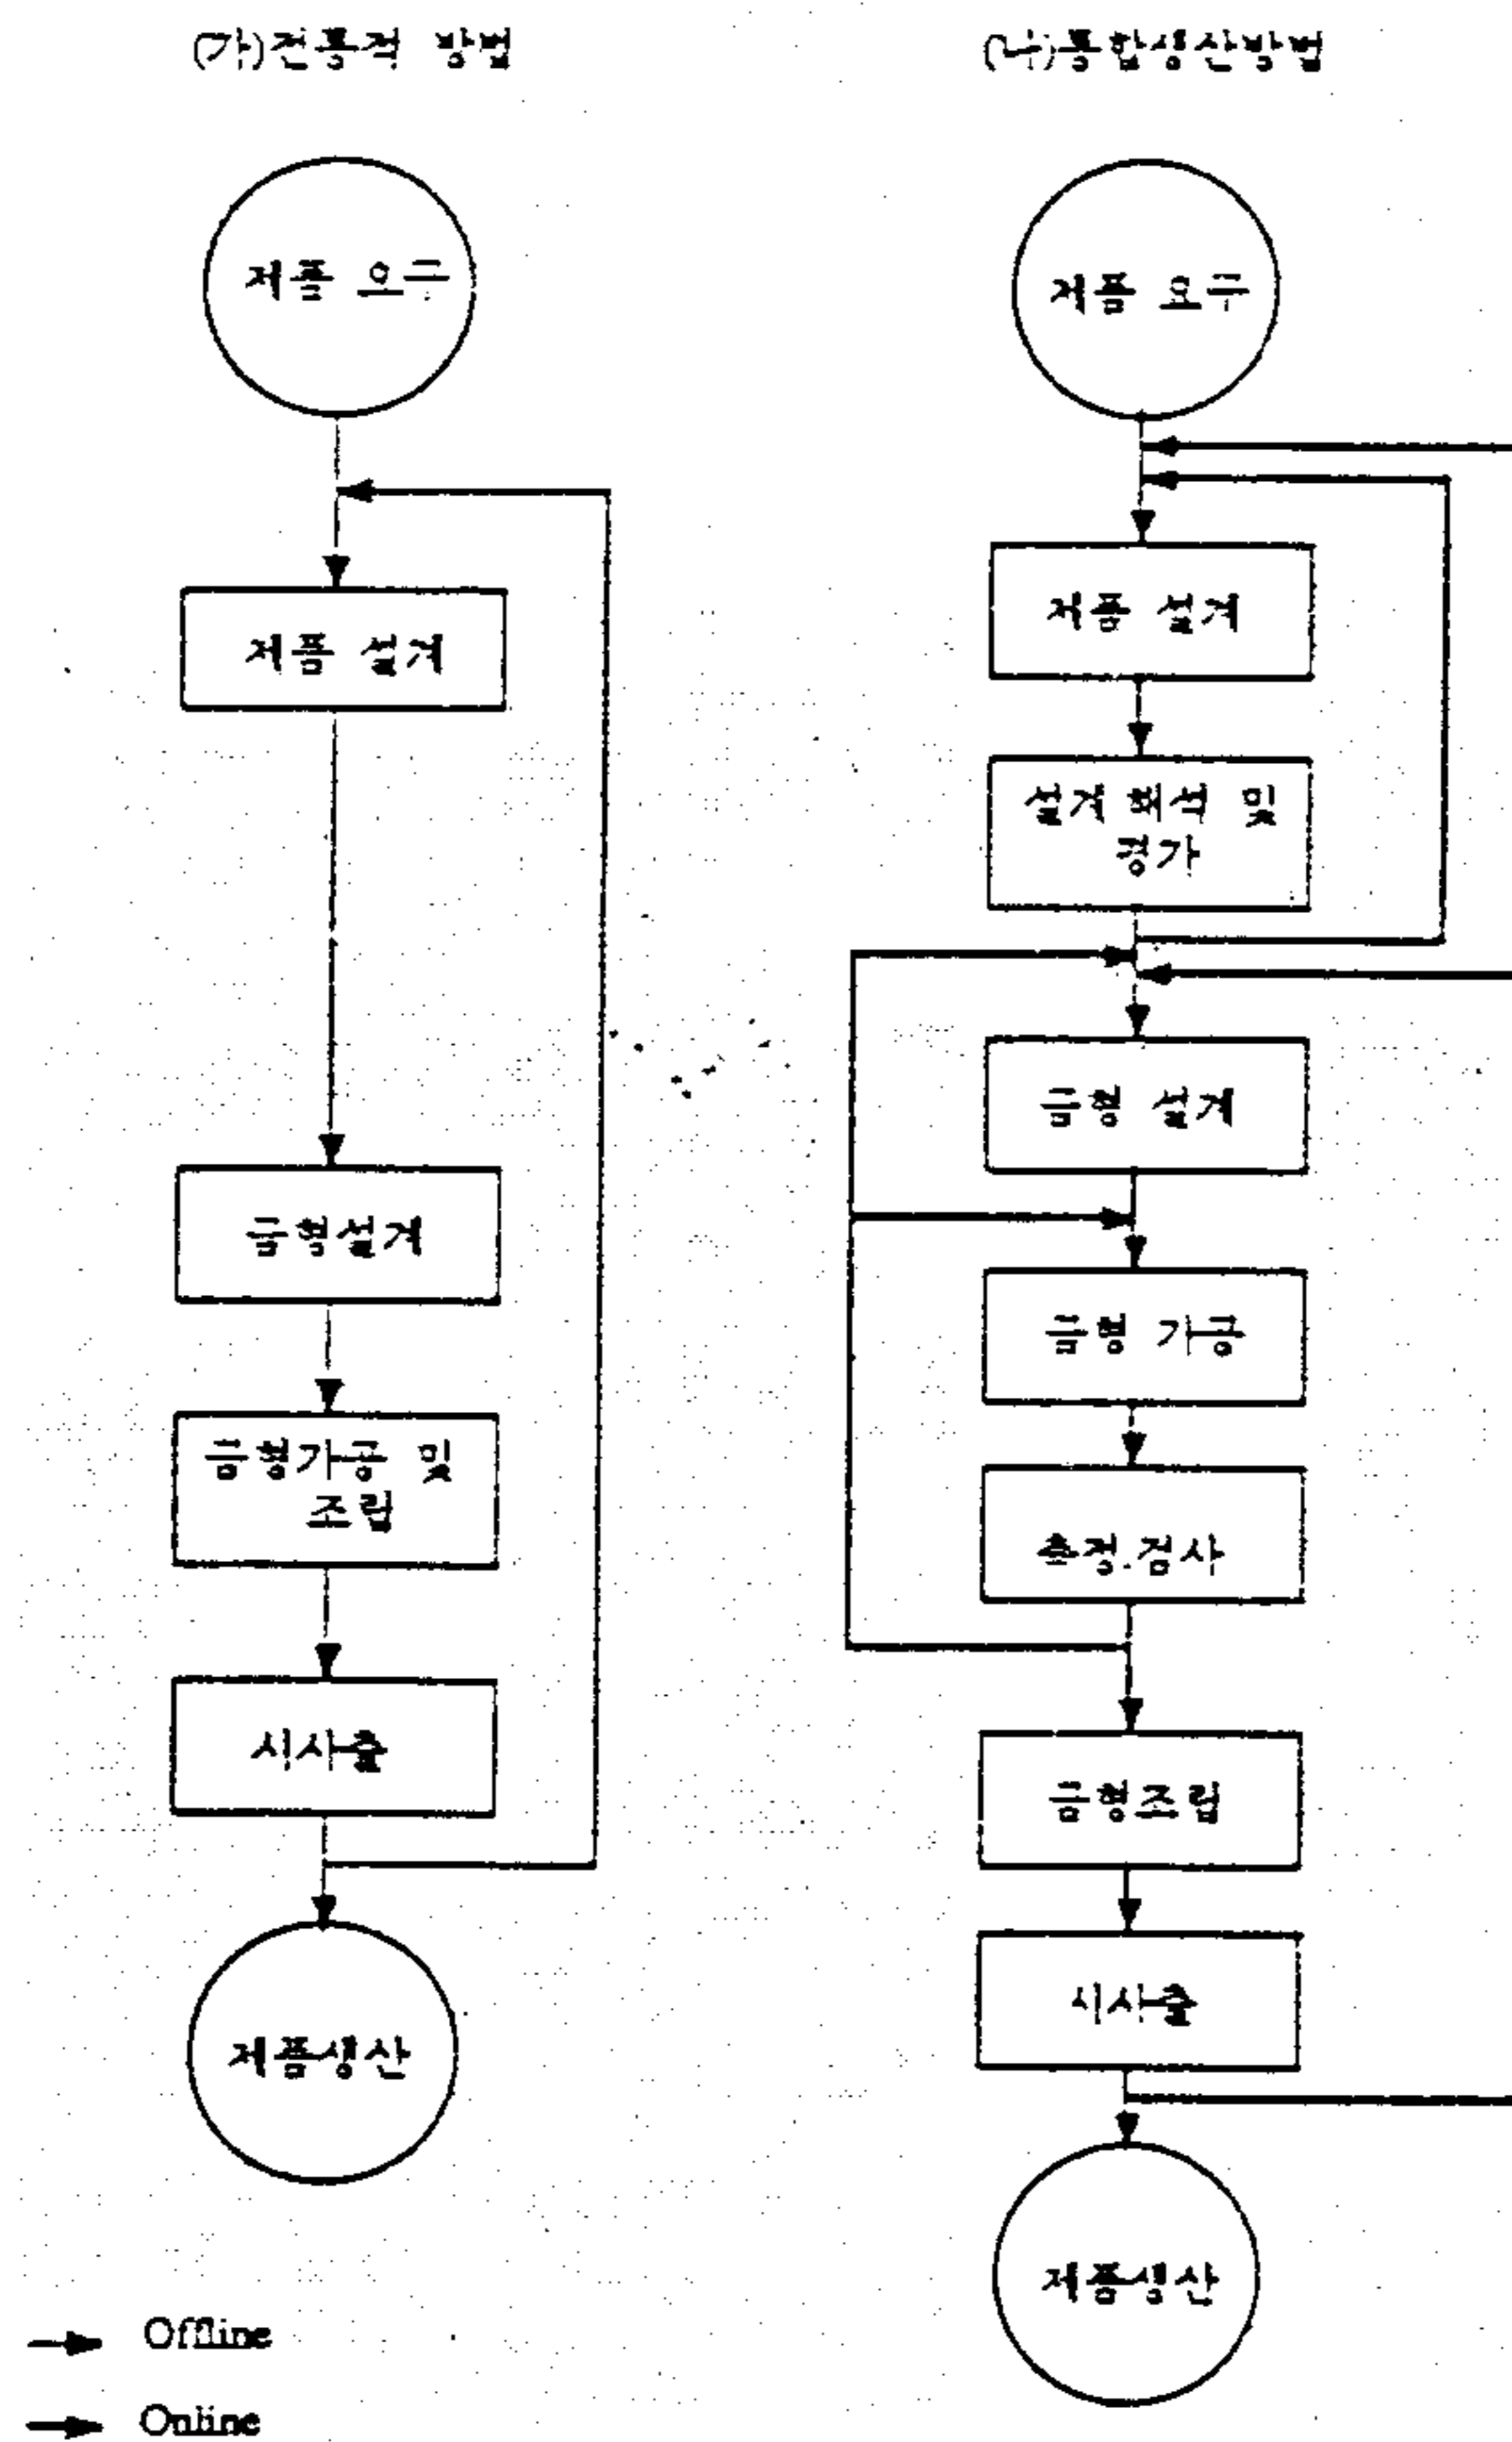 (가)전통적 방법
제품 요구
제품 설계
금형설계
금형가공 및
조립
시사출
제품생산
Offline
Online
(나)통합생산방법
제품 요구
제품 설계
설계 및
평가
금형 설계
금형 가공
측정.검사
금형조립
시사출
제품생산